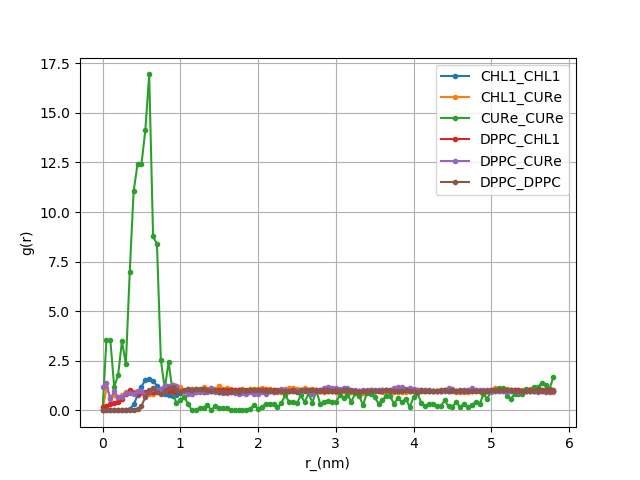 17.5
15.0
12.5
10.0
7.5
5.0
2.5
0.0
g(r)
CHL1_CHL1
CHL1_CURe
CURe_CURe
DPPC_CHL1
DPPC_CURe
DPPC_DPPC
0 1 2 3 4 5 6
r_(nm)